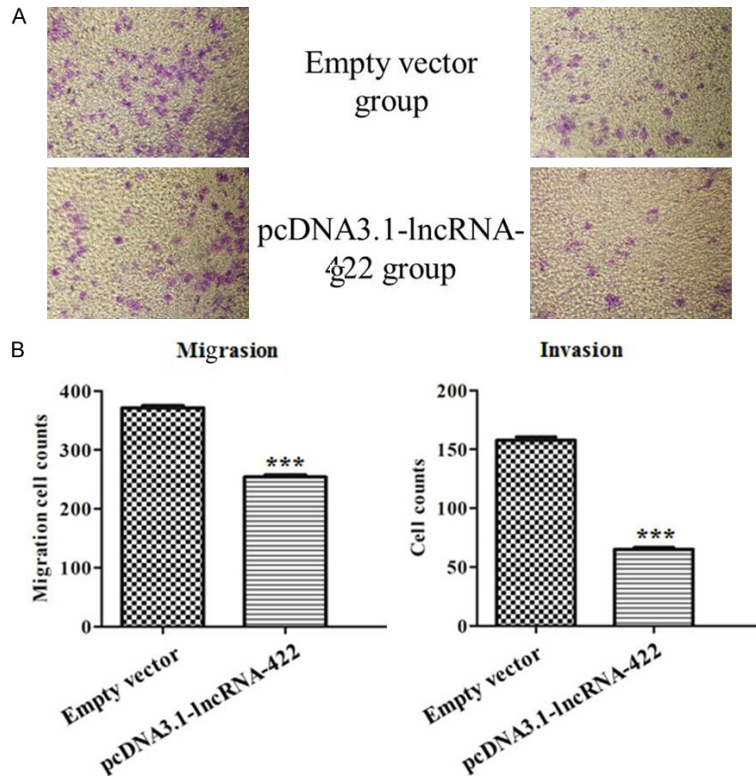 A
Empty vector
group
pcDNA3.1-lncRNA-
422 group
B
Migrasion
Migration cell counts
400
300
200
100
0
***
Empty vector
pcDNA3.1-lncRNA-422
Invasion
Cell counts
200
150
100
50
0
***
Empty vector
pcDNA3.1-lncRNA-422